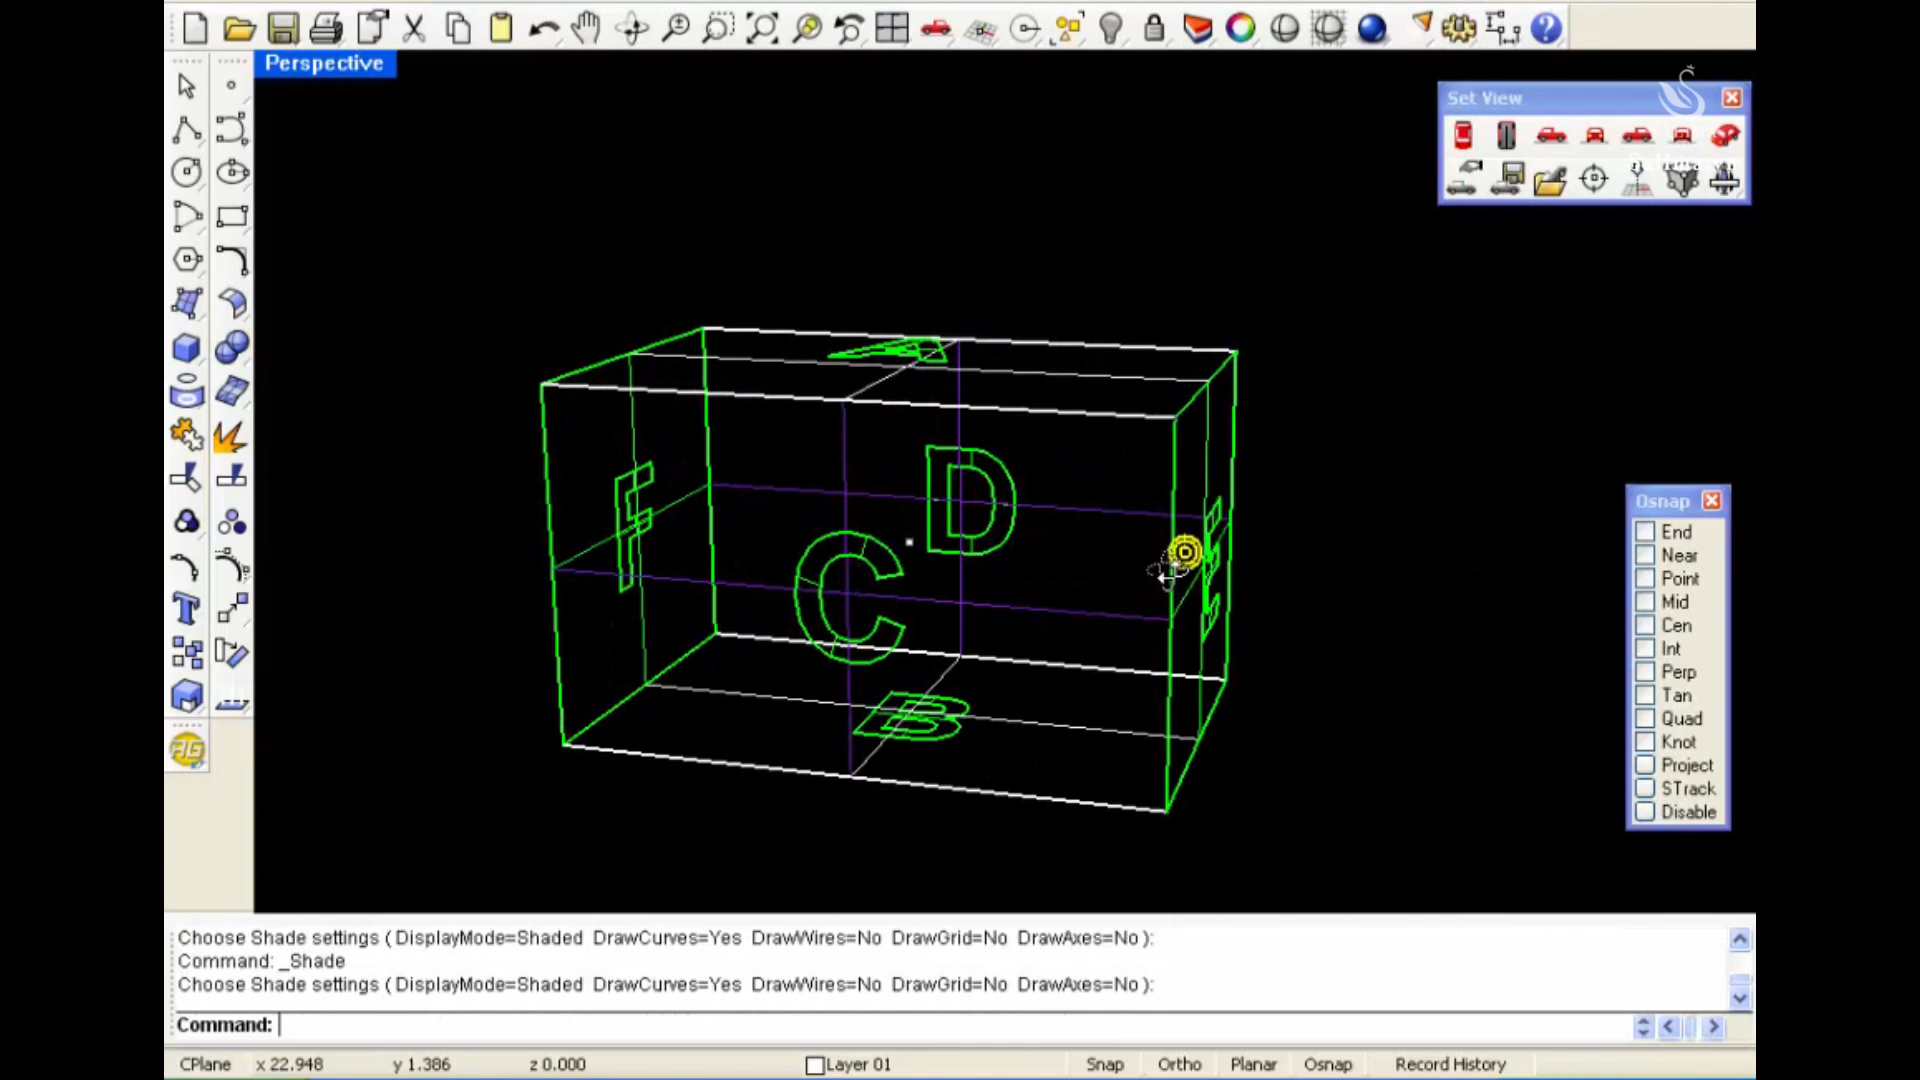 Perspective
Set View
A
D
F
C
E
B
Osnap
End
Near
Point
Mid
Cen
Int
Perp
Tan
Quad
Knot
Project
STrack
Disable
Choose Shade settings ( DisplayMode=Shaded DrawCurves=Yes DrawWires=No DrawGrid=No DrawAxes=No ):
Command: _Shade
Choose Shade settings ( DisplayMode=Shaded DrawCurves=Yes DrawWires=No DrawGrid=No DrawAxes=No ):
Command:
CPlane x 22.948 y 1.386 z 0.000 Layer 01 Snap Ortho Planar Osnap Record History